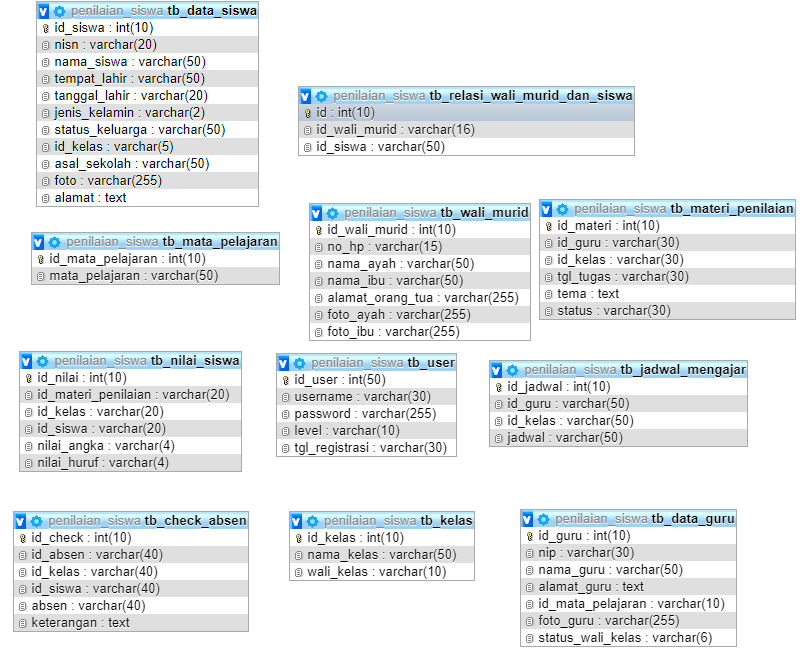 penilaian_siswa tb_data_siswa
id_siswa : int(10)
nisn : varchar(20)
nama_siswa : varchar(50)
tempat_lahir : varchar(50)
tanggal_lahir : varchar(20)
jenis_kelamin : varchar(2)
status_keluarga : varchar(50)
id_kelas : varchar(5)
asal_sekolah : varchar(50)
foto : varchar(255)
alamat : text
penilaian_siswa tb_relasi_wali_murid_dan_siswa
id : int(10)
id_wali_murid : varchar(16)
id_siswa : varchar(50)
penilaian_siswa tb_mata_pelajaran
id_mata_pelajaran : int(10)
mata_pelajaran : varchar(50)
penilaian_siswa tb_wali_murid
id_wali_murid : int(10)
no_hp : varchar(15)
nama_ayah : varchar(50)
nama_ibu : varchar(50)
alamat_orang_tua : varchar(255)
foto_ayah : varchar(255)
foto_ibu : varchar(255)
penilaian_siswa tb_materi_penilaian
id_materi : int(10)
id_guru : varchar(30)
id_kelas : varchar(30)
tgl_tugas : varchar(30)
tema : text
status : varchar(30)
penilaian_siswa tb_nilai_siswa
id_nilai : int(10)
id_materi_penilaian : varchar(20)
id_kelas : varchar(20)
id_siswa : varchar(20)
nilai_angka : varchar(4)
nilai_huruf : varchar(4)
penilaian_siswa tb_user
id_user : int(50)
username : varchar(30)
password : varchar(255)
level : varchar(10)
tgl_registrasi : varchar(30)
penilaian_siswa tb_jadwal_mengajar
id_jadwal : int(10)
id_guru : varchar(50)
id_kelas : varchar(50)
jadwal : varchar(50)
penilaian_siswa tb_check_absen
id_check : int(10)
id_absen : varchar(40)
id_kelas : varchar(40)
id_siswa : varchar(40)
absen : varchar(40)
keterangan : text
penilaian_siswa tb_kelas
id_kelas : int(10)
nama_kelas : varchar(50)
wali_kelas : varchar(10)
penilaian_siswa tb_data_guru
id_guru : int(10)
nip : varchar(30)
nama_guru : varchar(50)
alamat_guru : text
id_mata_pelajaran : varchar(10)
foto_guru : varchar(255)
status_wali_kelas : varchar(6)